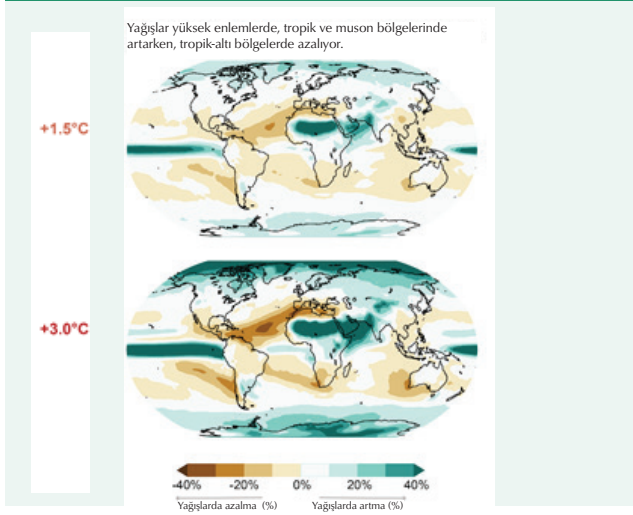 Yağışlar yüksek enlemlerde, tropik ve muson bölgelerinde
artarken, tropik-altı bölgelerde azalıyor.
+1.5°C
+3.0°C
-40% -20% 0% 20% 40%
Yağışlarda azalma (%) Yağışlarda artma (%)